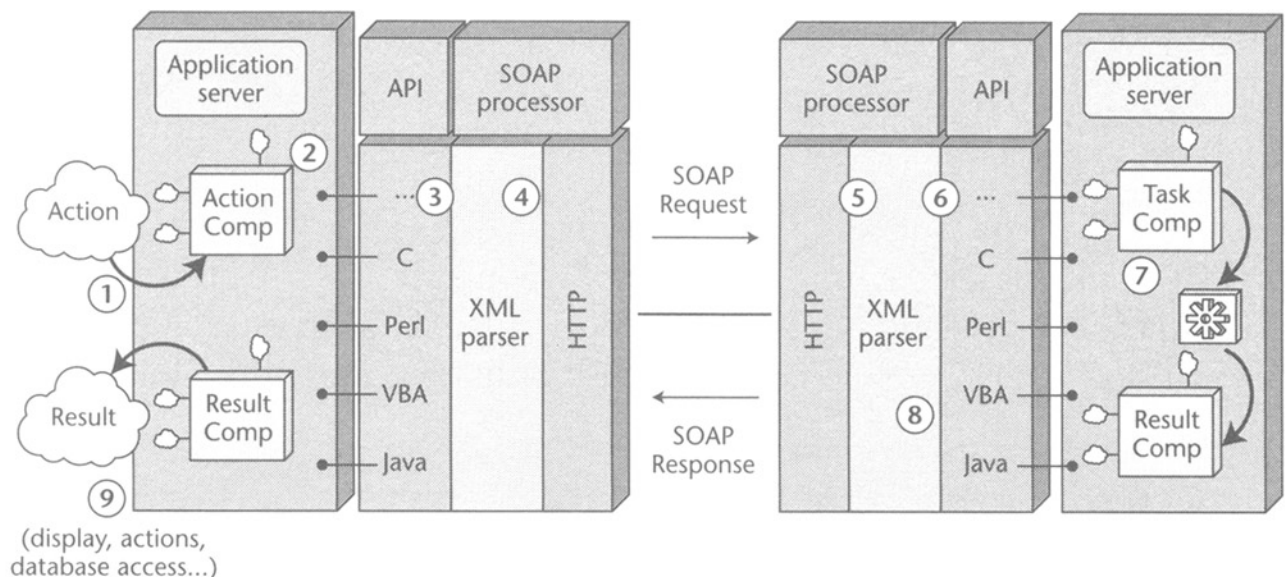 Application
server
API
SOAP
processor
SOAP
processor
API
Application
server
2
Action
Action
Comp
...
3
4
SOAP
Request
5
6
...
Task
Comp
1
C
C
7
Perl
XML
parser
HTTP
HTTP
XML
parser
Perl
Result
Result
Comp
VBA
8
VBA
Result
Comp
Java
SOAP
Response
Java
9
(display, actions,
database access...)